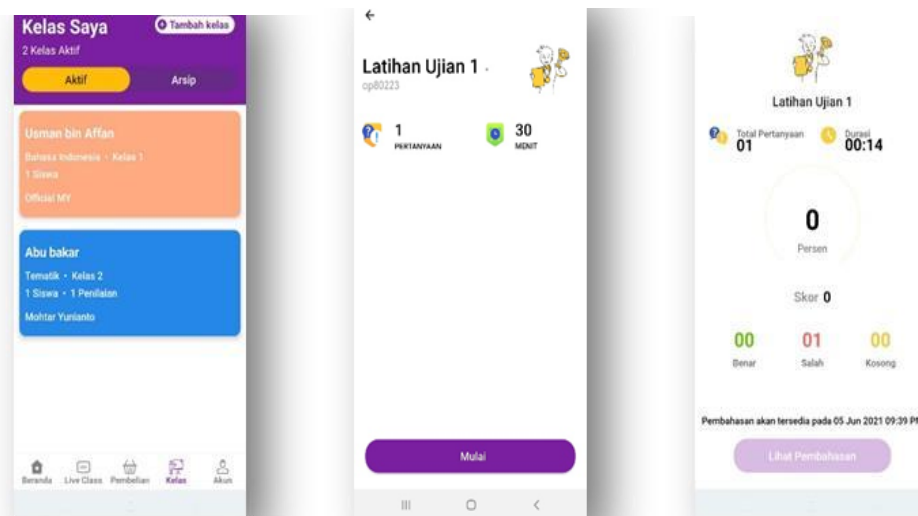 Kelas Saya
Tambah kelas
2 Kelas Aktif
Aktif
Arsip
Usman bin Affan
Bahasa Indonesia • Kelas 1
1 Siswa
Official MY
Abu bakar
Tematik • Kelas 2
1 Siswa • 1 Penilaian
Mohtar Yunianto
Beranda
Live Class
Pembelian
Kelas
Akun
Latihan Ujian 1
op80223
1
PERTANYAAN
30
MENIT
Mulai
Latihan Ujian 1
Total Pertanyaan
01
Durasi
00:14
0
Persen
Skor 0
00
Benar
01
Salah
00
Kosong
Pembahasan akan tersedia pada 05 Jun 2021 09:39 PM
Lihat Pembahasan